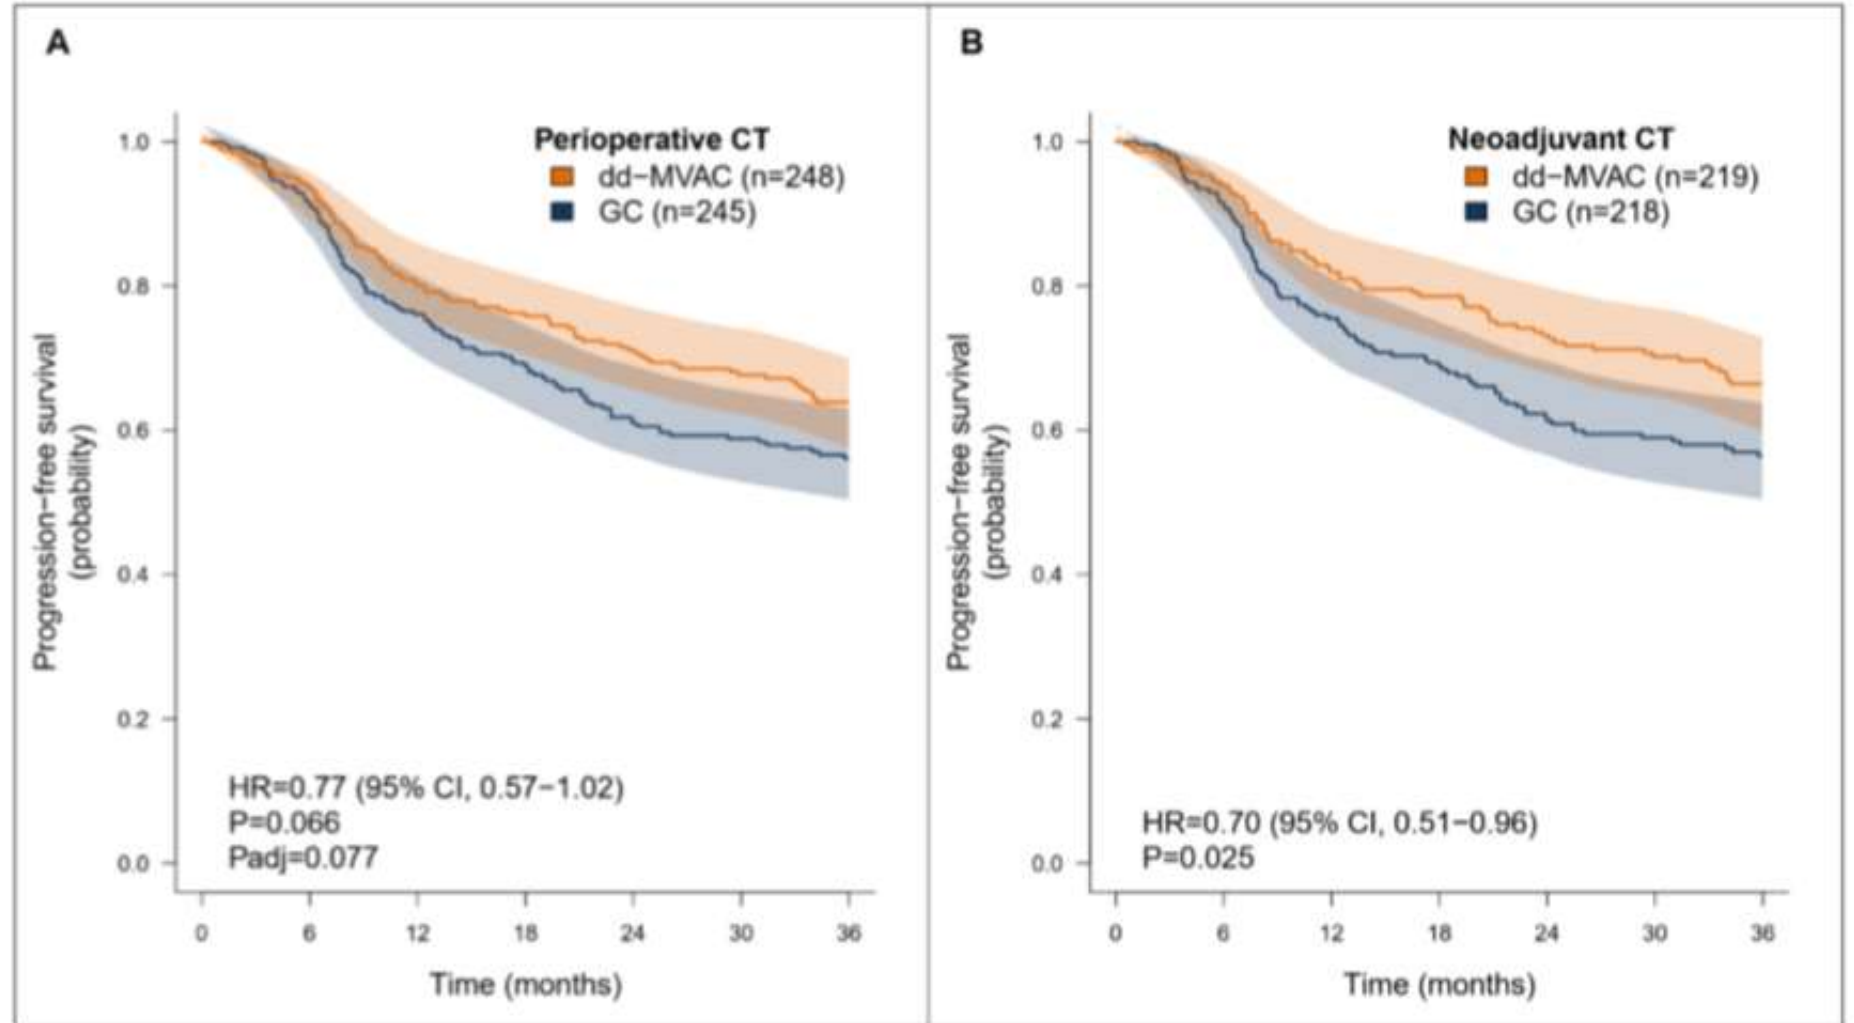 A
Perioperative CT
dd−MVAC (n=248)
GC (n=245)
1.0
0.8
0.6
0.4
0.2
0.0
Progression−free survival
(probability)
HR=0.77 (95% CI, 0.57−1.02)
P=0.066
Padj=0.077
0 6 12 18 24 30 36
Time (months)
B
Neoadjuvant CT
dd−MVAC (n=219)
GC (n=218)
1.0
0.8
0.6
0.4
0.2
0.0
Progression−free survival
(probability)
HR=0.70 (95% CI, 0.51−0.96)
P=0.025
0 6 12 18 24 30 36
Time (months)